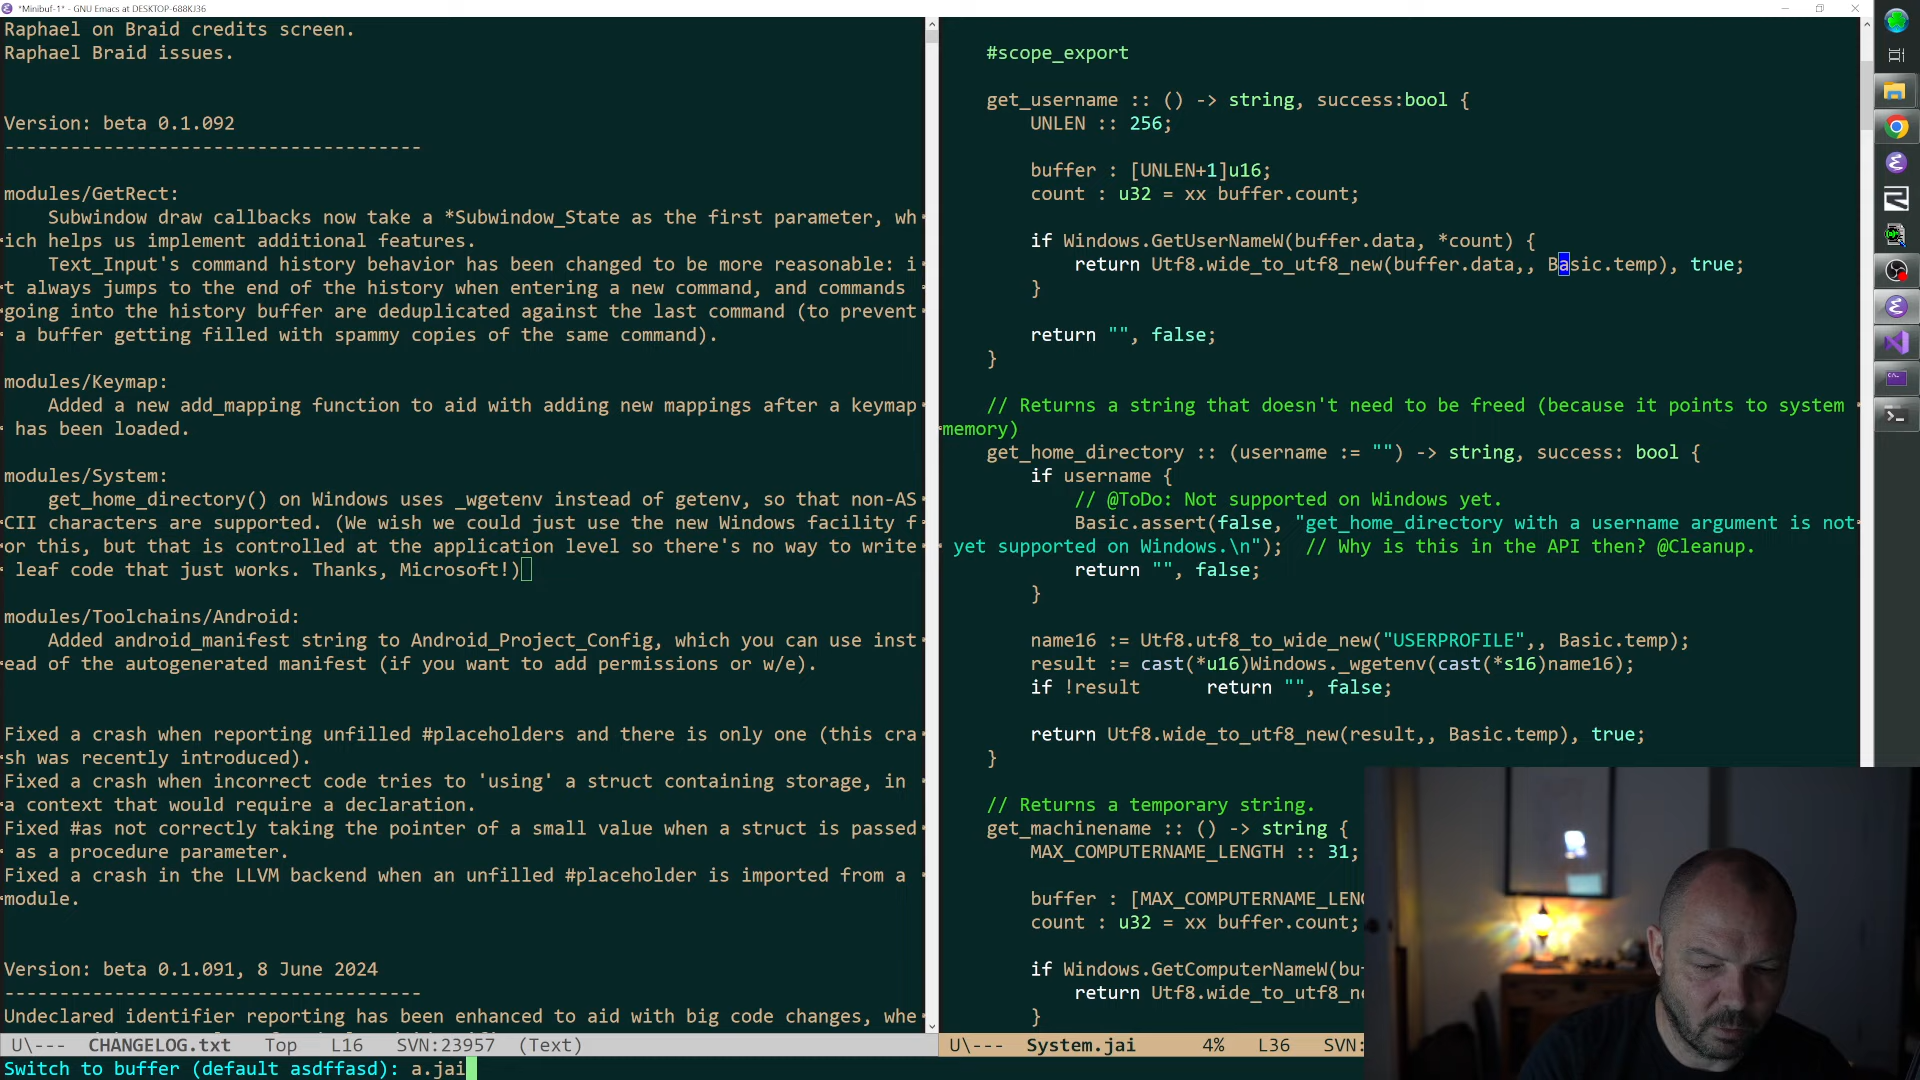 *Minibuf-1* - GNU Emacs at DESKTOP-688KJ36
Raphael on Braid credits screen.
Raphael Braid issues.
Version: beta 0.1.092
--------------------------------------
modules/GetRect:
    Subwindow draw callbacks now take a *Subwindow_State as the first parameter, wh
ich helps us implement additional features.
    Text_Input's command history behavior has been changed to be more reasonable: i
t always jumps to the end of the history when entering a new command, and commands
going into the history buffer are deduplicated against the last command (to prevent
 a buffer getting filled with spammy copies of the same command).
modules/Keymap:
    Added a new add_mapping function to aid with adding new mappings after a keymap
 has been loaded.
modules/System:
    get_home_directory() on Windows uses _wgetenv instead of getenv, so that non-AS
CII characters are supported. (We wish we could just use the new Windows facility f
or this, but that is controlled at the application level so there's no way to write
 leaf code that just works. Thanks, Microsoft!)
modules/Toolchains/Android:
    Added android_manifest string to Android_Project_Config, which you can use inst
ead of the autogenerated manifest (if you want to add permissions or w/e).
Fixed a crash when reporting unfilled #placeholders and there is only one (this cra
sh was recently introduced).
Fixed a crash when incorrect code tries to 'using' a struct containing storage, in
a context that would require a declaration.
Fixed #as not correctly taking the pointer of a small value when a struct is passed
 as a procedure parameter.
Fixed a crash in the LLVM backend when an unfilled #placeholder is imported from a
module.
Version: beta 0.1.091, 8 June 2024
--------------------------------------
Undeclared identifier reporting has been enhanced to aid with big code changes, whe
U\---  CHANGELOG.txt   Top   L16   SVN:23957  (Text)
#scope_export
get_username :: () -> string, success:bool {
    UNLEN :: 256;
    buffer : [UNLEN+1]u16;
    count : u32 = xx buffer.count;
    if Windows.GetUserNameW(buffer.data, *count) {
        return Utf8.wide_to_utf8_new(buffer.data,, Basic.temp), true;
    }
    return "", false;
}
// Returns a string that doesn't need to be freed (because it points to system
memory)
get_home_directory :: (username := "") -> string, success: bool {
    if username {
        // @ToDo: Not supported on Windows yet.
        Basic.assert(false, "get_home_directory with a username argument is not
 yet supported on Windows.\n");  // Why is this in the API then? @Cleanup.
        return "", false;
    }
    name16 := Utf8.utf8_to_wide_new("USERPROFILE",, Basic.temp);
    result := cast(*u16)Windows._wgetenv(cast(*s16)name16);
    if !result      return "", false;
    return Utf8.wide_to_utf8_new(result,, Basic.temp), true;
}
// Returns a temporary string.
get_machinename :: () -> string {
    MAX_COMPUTERNAME_LENGTH :: 31;
    buffer : [MAX_COMPUTERNAME_LENG
    count : u32 = xx buffer.count;
    if Windows.GetComputerNameW(buf
        return Utf8.wide_to_utf8_ne
    }
U\---  System.jai      4%   L36    SVN:
Switch to buffer (default asdffasd): a.jai